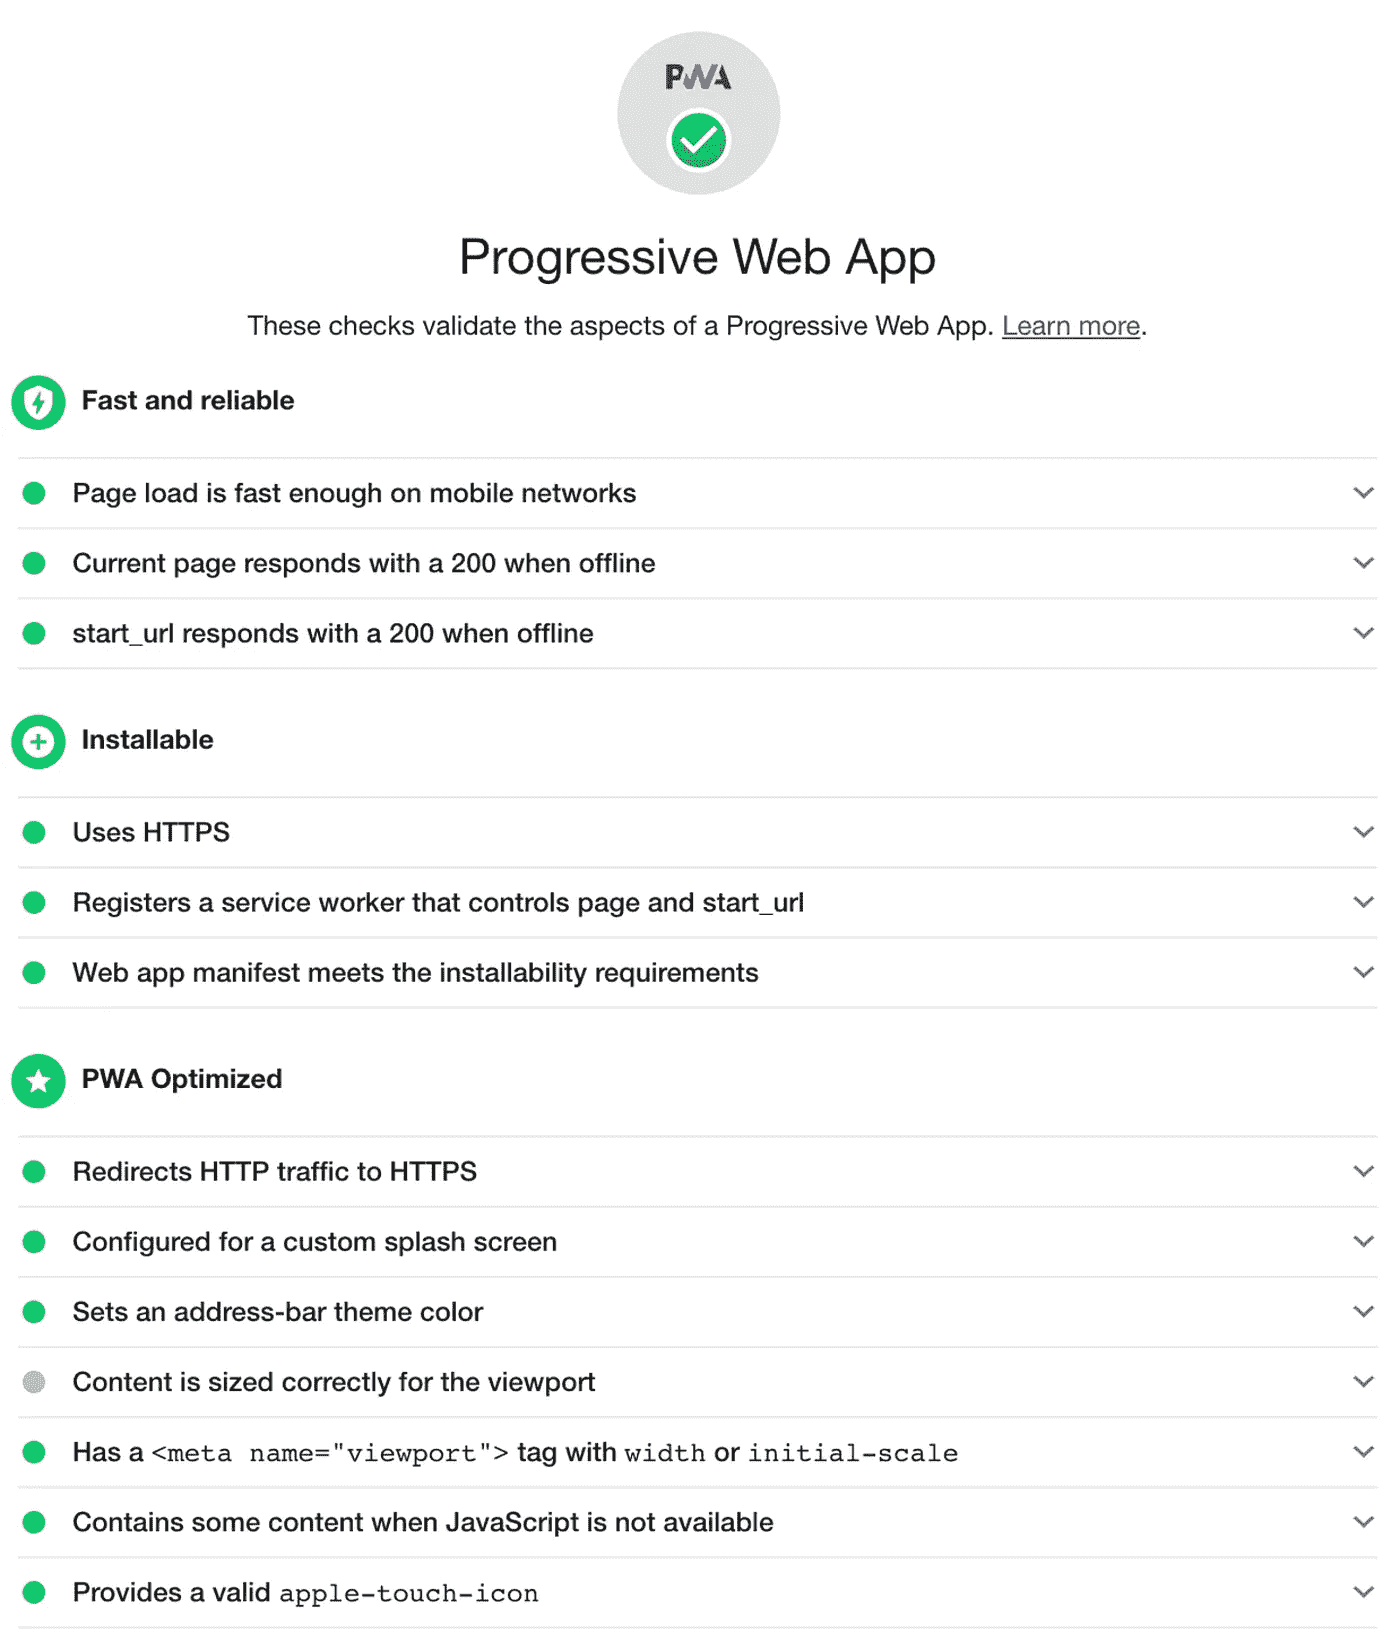 PWA
Progressive Web App
These checks validate the aspects of a Progressive Web App. Learn more.
Fast and reliable
Page load is fast enough on mobile networks
Current page responds with a 200 when offline
start_url responds with a 200 when offline
Installable
Uses HTTPS
Registers a service worker that controls page and start_url
Web app manifest meets the installability requirements
PWA Optimized
Redirects HTTP traffic to HTTPS
Configured for a custom splash screen
Sets an address-bar theme color
Content is sized correctly for the viewport
Has a <meta name="viewport"> tag with width or initial-scale
Contains some content when JavaScript is not available
Provides a valid apple-touch-icon